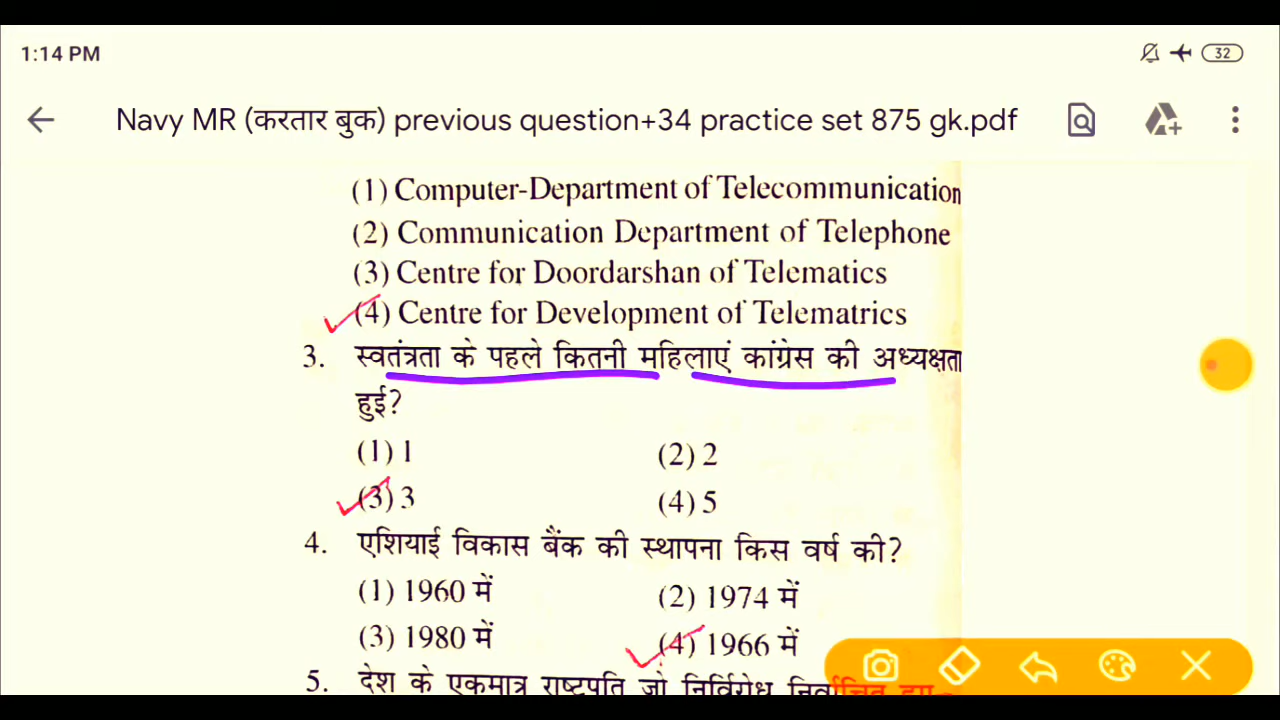 1:14 PM
32
Navy MR (करतार बुक) previous question+34 practice set 875 gk.pdf
(1) Computer-Department of Telecommunication
(2) Communication Department of Telephone
(3) Centre for Doordarshan of Telematics
(4) Centre for Development of Telematrics
3. स्वतंत्रता के पहले कितनी महिलाएं कांग्रेस की अध्यक्षता
हुई?
(1) 1 (2) 2
(3) 3 (4) 5
4. एशियाई विकास बैंक की स्थापना किस वर्ष की?
(1) 1960 में (2) 1974 में
(3) 1980 में (4) 1966 में
5. देश के एकमात्र राष्ट्रपति जो निर्विरोध निर्वाचित हुए